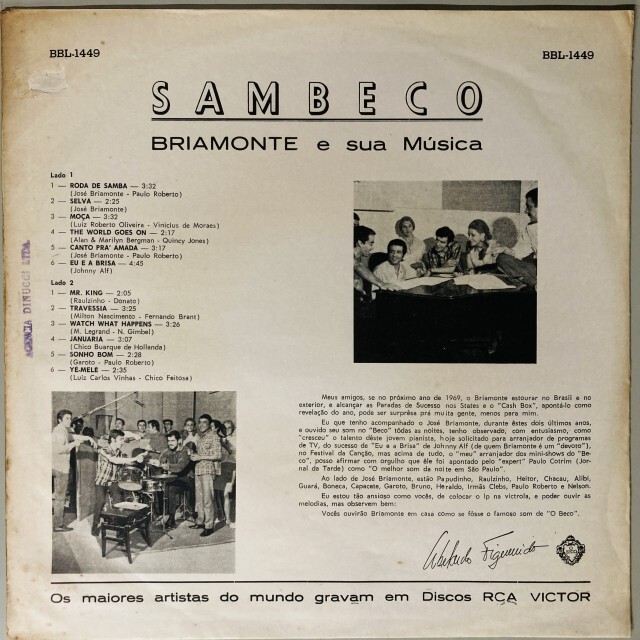 BBL-1449
BBL-1449
SAMBECO
BRIAMONTE e sua Música
Lado 1
1 — RODA DE SAMBA — 3:32
(José Briamonte - Paulo Roberto)
2 — SELVA — 2:25
(José Briamonte)
3 — MOÇA — 3:32
(Luiz Roberto Oliveira - Vinicius de Moraes)
4 — THE WORLD GOES ON — 2:17
(Alan & Marilyn Bergman - Quincy Jones)
5 — CANTO PRA' AMADA — 3:17
(José Briamonte - Paulo Roberto)
6 — EU E A BRISA — 4:45
(Johnny Alf)
Lado 2
1 — MR. KING — 2:05
(Raulzinho - Donato)
2 — TRAVESSIA — 3:25
(Milton Nascimento - Fernando Brant)
3 — WATCH WHAT HAPPENS — 3:26
(M. Legrand - N. Gimbel)
4 — JANUARIA — 3:07
(Chico Buarque de Hollanda)
5 — SONHO BOM — 2:28
(Garoto - Paulo Roberto)
6 — YE-MELE — 2:35
(Luiz Carlos Vinhas - Chico Feitosa)
AGENCIA DINUCCI LTDA.
Meus amigos, se no próximo ano de 1969, o Briamonte estourar no Brasil e no
exterior, e alcançar as Paradas de Sucesso nos States e o "Cash Box", apontá-lo como
revelação do ano, pode ser surprêsa prá muita gente, menos para mim.
Eu que tenho acompanhado o José Briamonte, durante êstes dois últimos anos,
e ouvido seu som no "Beco" tôdas as noites, tenho observado, com entusiasmo, como
"cresceu" o talento dêste jovem pianista, hoje solicitado para arranjador de programas
de TV, do sucesso de "Eu e a Brisa" de Johnny Alf (de quem Briamonte é um "devoto"),
no Festival da Canção, mas acima de tudo, o "meu" arranjador dos mini-shows do "Be-
co", posso afirmar com orgulho que êle foi apontado pelo "expert" Paulo Cotrim (Jor-
nal da Tarde) como "O melhor som da noite em São Paulo".
Ao lado de José Briamonte, estão Papudinho, Raulzinho, Heitor, Chacau, Alibi,
Guará, Boneca, Capacete, Garoto, Bruno, Heraldo, Irmãs Clebs, Paulo Roberto e Nelson.
Eu estou tão ansioso como vocês, de colocar o lp na victrola, e poder ouvir as
melodias, mas observem bem:
Vocês ouvirão Briamonte em casa como se fôsse o famoso som de "O Beco".
Os maiores artistas do mundo gravam em Discos RCA VICTOR